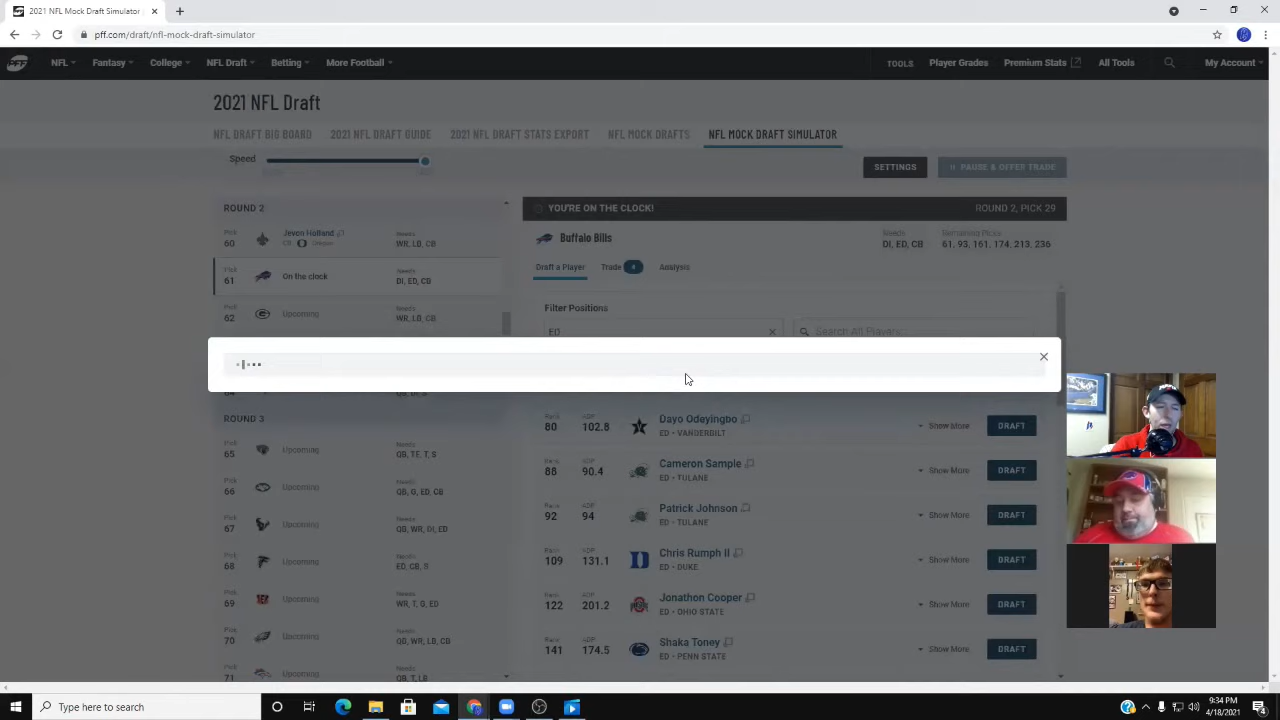 2021 NFL Mock Draft Simulator
pff.com/draft/nfl-mock-draft-simulator
PFF NFL Fantasy College NFL Draft Betting More Football TOOLS Player Grades Premium Stats All Tools My Account
2021 NFL Draft
NFL DRAFT BIG BOARD 2021 NFL DRAFT GUIDE 2021 NFL DRAFT STATS EXPORT NFL MOCK DRAFTS NFL MOCK DRAFT SIMULATOR
Speed
SETTINGS PAUSE & OFFER TRADE
ROUND 2
Pick 60 Jevon Holland Needs
CB Oregon WR, LB, CB
Pick 61 On the clock Needs
DI, ED, CB
Pick 62 Upcoming Needs
WR, LB, CB
ROUND 3
Pick 65 Upcoming Needs
QB, TE, T, S
Pick 66 Upcoming Needs
QB, G, ED, CB
Pick 67 Upcoming Needs
QB, WR, DI, ED
Pick 68 Upcoming Needs
ED, CB, S
Pick 69 Upcoming Needs
WR, T, G, ED
Pick 70 Upcoming Needs
QB, WR, LB, CB
Pick 71 Upcoming Needs
QB, T, LB
YOU'RE ON THE CLOCK! ROUND 2, PICK 29
Buffalo Bills
Needs
DI, ED, CB
Remaining Picks
61, 93, 161, 174, 213, 236
Draft a Player Trade 4 Analysis
Filter Positions
ED Search All Players...
Rank 80 ADP 102.8 Dayo Odeyingbo Show More DRAFT
ED • VANDERBILT
Rank 88 ADP 90.4 Cameron Sample Show More DRAFT
ED • TULANE
Rank 92 ADP 94 Patrick Johnson Show More DRAFT
ED • TULANE
Rank 109 ADP 131.1 Chris Rumph II Show More DRAFT
ED • DUKE
Rank 122 ADP 201.2 Jonathon Cooper Show More DRAFT
ED • OHIO STATE
Rank 141 ADP 174.5 Shaka Toney Show More DRAFT
ED • PENN STATE
Type here to search
9:34 PM
4/18/2021